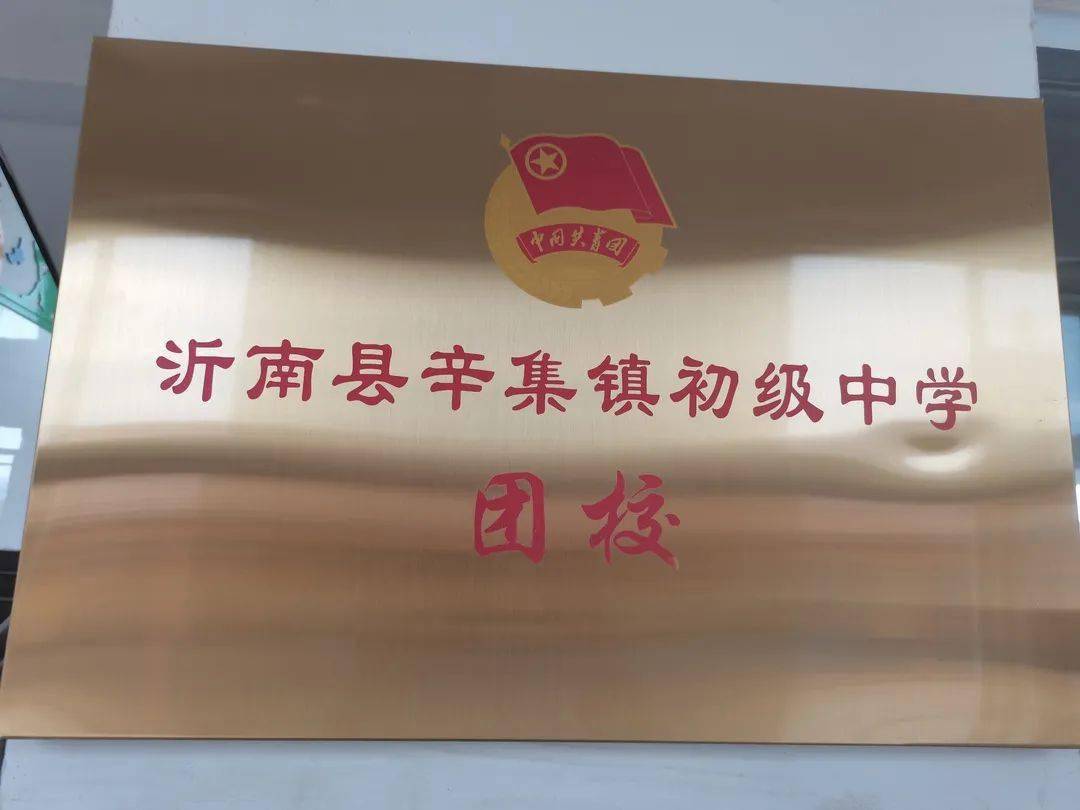 中国共青团
沂南县辛集镇初级中学
团校